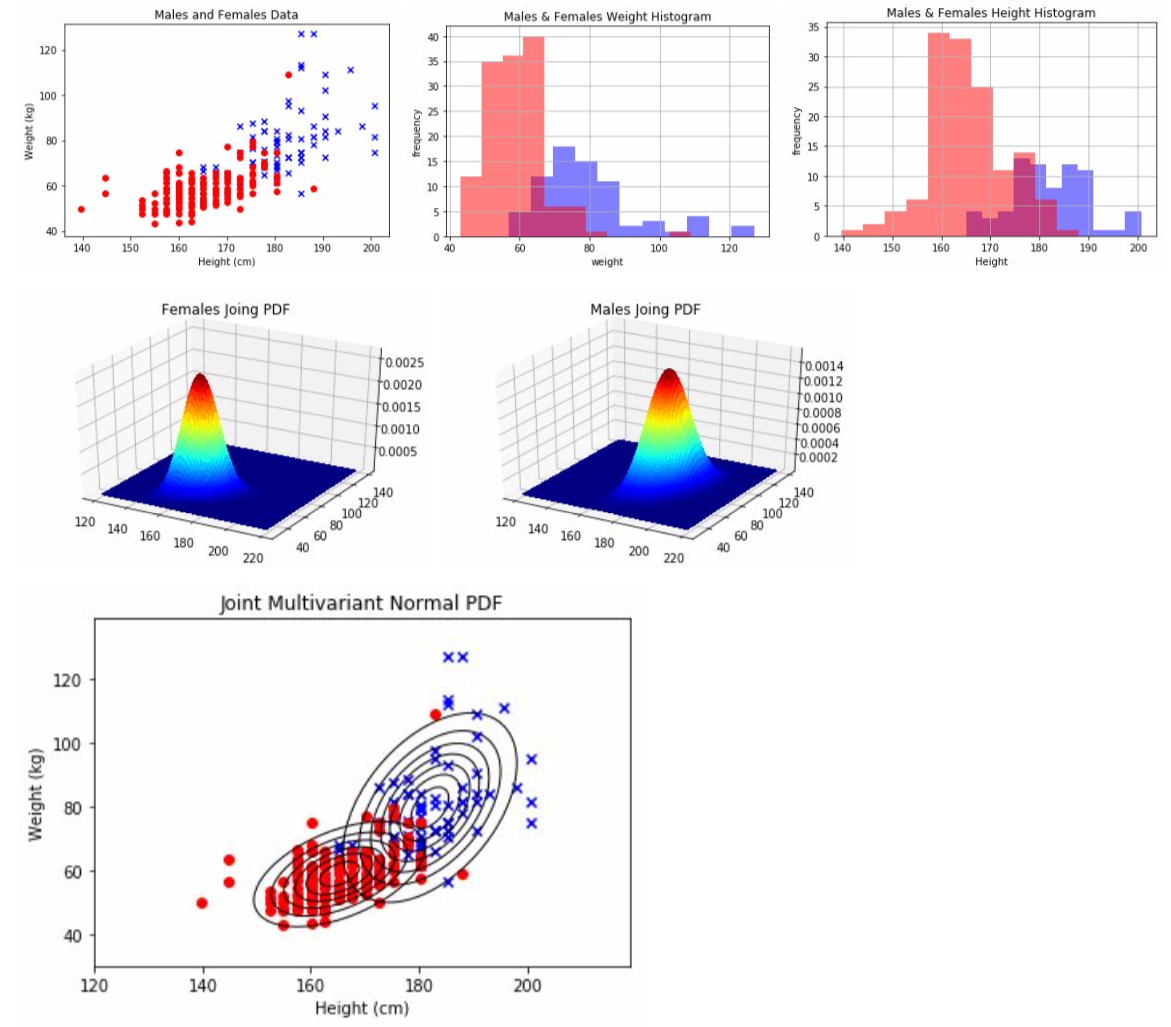 Males and Females Data
Weight (kg)
120
100
80
60
40
140 150 160 170 180 190 200
Height (cm)
Males & Females Weight Histogram
frequency
40
35
30
25
20
15
10
5
0
40 60 80 100 120
weight
Males & Females Height Histogram
frequency
35
30
25
20
15
10
5
0
140 150 160 170 180 190 200
Height
Females Joing PDF
0.0025
0.0020
0.0015
0.0010
0.0005
120 140 160 180 200 220
40 60 80 100 120 140
Males Joing PDF
0.0014
0.0012
0.0010
0.0008
0.0006
0.0004
0.0002
120 140 160 180 200 220
40 60 80 100 120 140
Joint Multivariant Normal PDF
Weight (kg)
120
100
80
60
40
120 140 160 180 200
Height (cm)